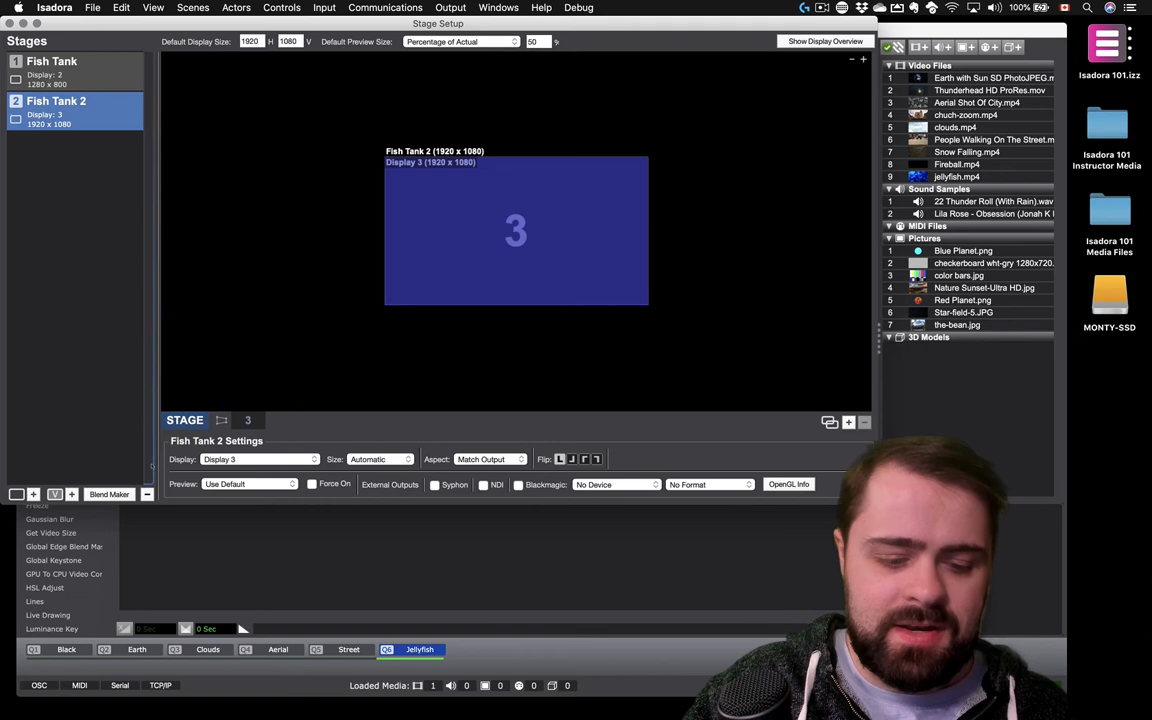 Isadora File Edit View Scenes Actors Controls Input Communications Output Windows Help Debug 100%
Stage Setup
Stages
Default Display Size: 1920 H 1080 V Default Preview Size: Percentage of Actual 50 %
Show Display Overview
1 Fish Tank
Display: 2
1280 x 800
2 Fish Tank 2
Display: 3
1920 x 1080
Fish Tank 2 (1920 x 1080)
Display 3 (1920 x 1080)
3
STAGE 3
Fish Tank 2 Settings
Display: Display 3 Size: Automatic Aspect: Match Output Flip:
Preview: Use Default Force On External Outputs Syphon NDI Blackmagic: No Device No Format OpenGL Info
V Blend Maker
Video Files
1 Earth with Sun SD PhotoJPEG.m
2 Thunderhead HD ProRes.mov
3 Aerial Shot Of City.mp4
4 chuch-zoom.mp4
5 clouds.mp4
6 People Walking On The Street.m
7 Snow Falling.mp4
8 Fireball.mp4
9 jellyfish.mp4
Sound Samples
1 22 Thunder Roll (With Rain).wav
2 Lila Rose - Obsession (Jonah K
MIDI Files
Pictures
1 Blue Planet.png
2 checkerboard wht-gry 1280x720.
3 color bars.jpg
4 Nature Sunset-Ultra HD.jpg
5 Red Planet.png
6 Star-field-5.JPG
7 the-bean.jpg
3D Models
Isadora 101.izz
Isadora 101
Instructor Media
Isadora 101
Media Files
MONTY-SSD
Freeze
Gaussian Blur
Get Video Size
Global Edge Blend Mas
Global Keystone
GPU To CPU Video Con
HSL Adjust
Lines
Live Drawing
Luminance Key
0 Sec 0 Sec
Q1 Black Q2 Earth Q3 Clouds Q4 Aerial Q5 Street Q6 Jellyfish
OSC MIDI Serial TCP/IP Loaded Media: 1 0 0 0 0